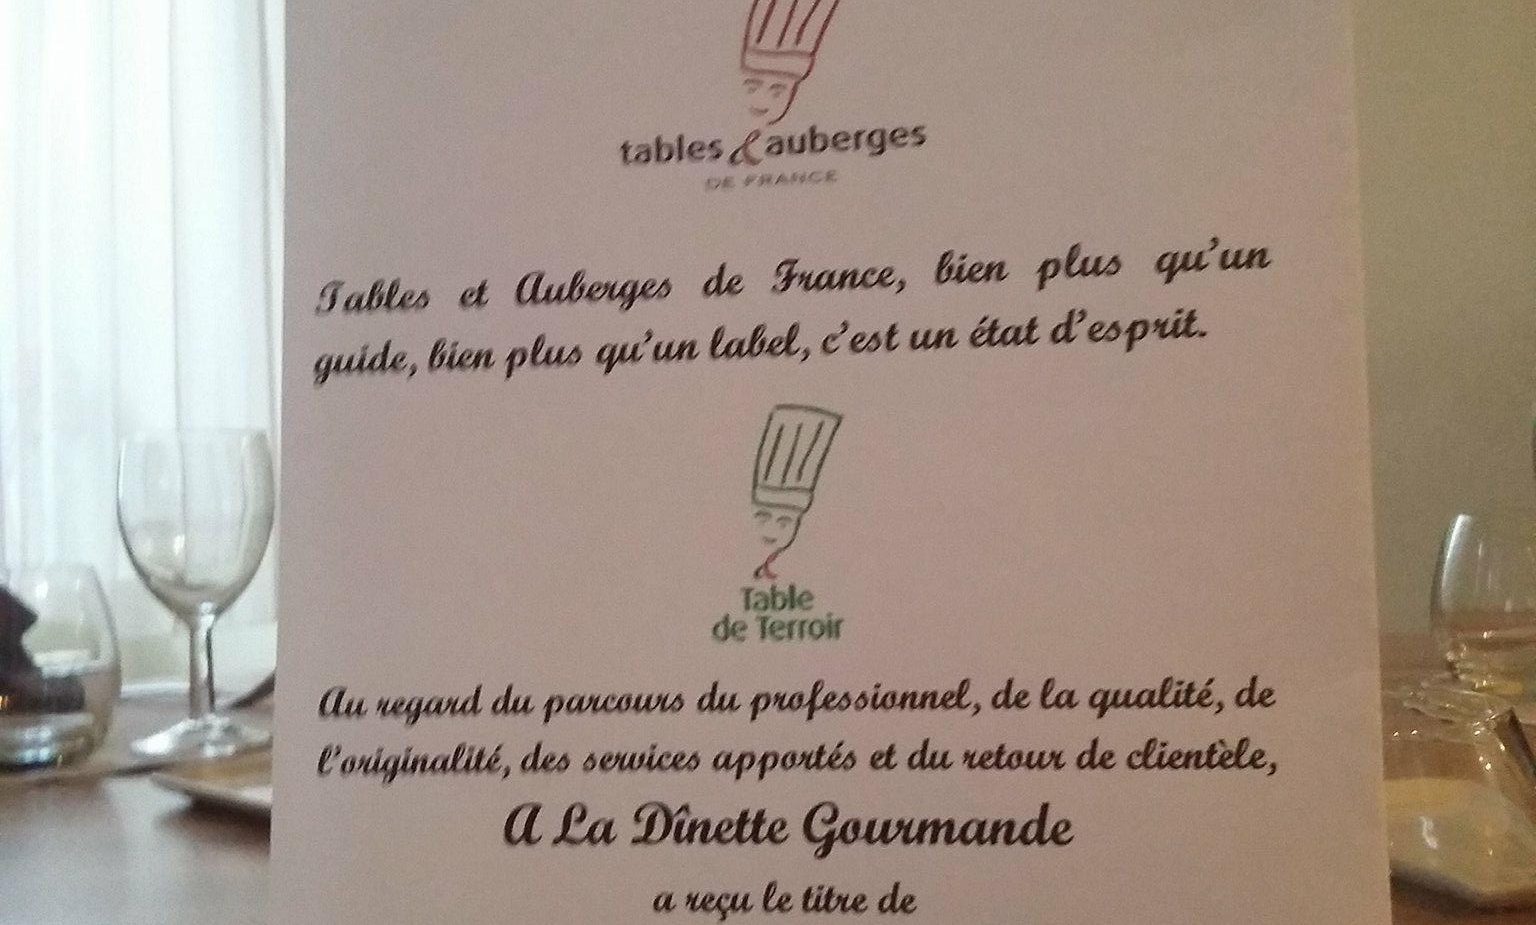 tables & auberges
DE FRANCE
Tables et Auberges de France, bien plus qu'un
guide, bien plus qu'un label, c'est un état d'esprit.
Table
de Terroir
Au regard du parcours du professionnel, de la qualité, de
l'originalité, des services apportés et du retour de clientèle,
A La Dînette Gourmande
a reçu le titre de